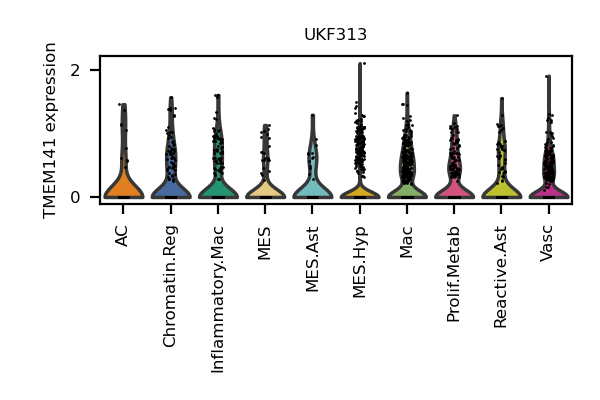 UKF313
TMEM141 expression
2
0
AC
Chromatin.Reg
Inflammatory.Mac
MES
MES.Ast
MES.Hyp
Mac
Prolif.Metab
Reactive.Ast
Vasc